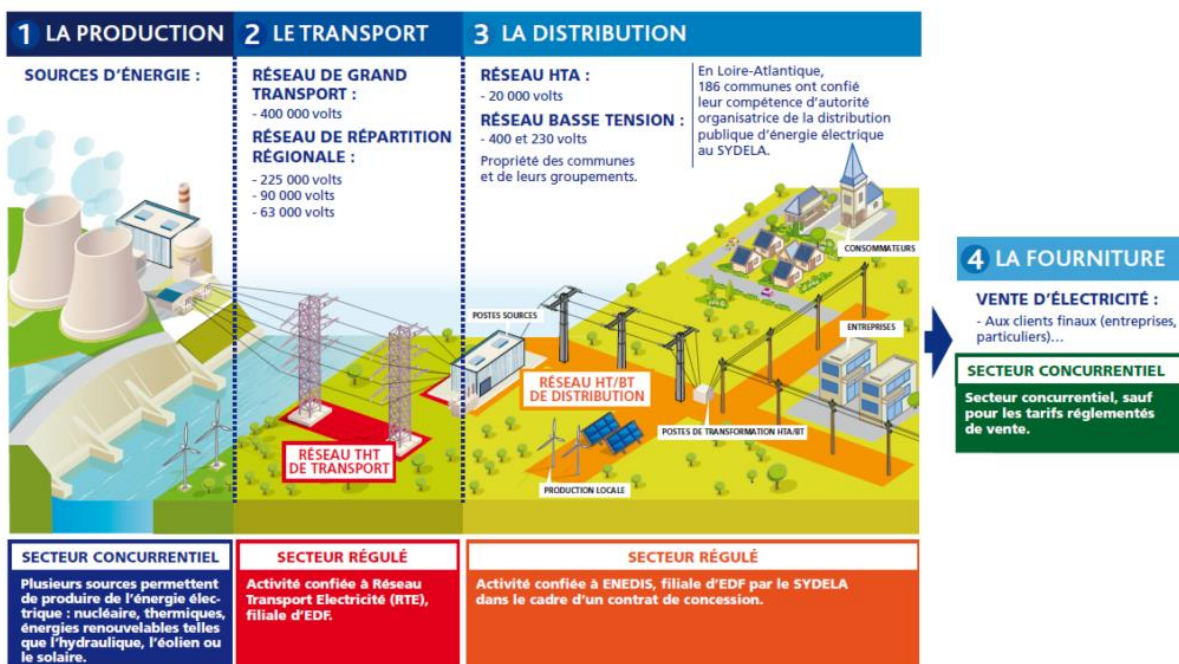 1 LA PRODUCTION
SOURCES D'ÉNERGIE :
2 LE TRANSPORT
RÉSEAU DE GRAND
TRANSPORT :
- 400 000 volts
RÉSEAU DE RÉPARTITION
RÉGIONALE :
- 225 000 volts
- 90 000 volts
- 63 000 volts
3 LA DISTRIBUTION
RÉSEAU HTA :
- 20 000 volts
RÉSEAU BASSE TENSION :
- 400 et 230 volts
Propriété des communes
et de leurs groupements.
En Loire-Atlantique,
186 communes ont confié
leur compétence d'autorité
organisatrice de la distribution
publique d'énergie électrique
au SYDELA.
CONSOMMATEURS
POSTES SOURCES
ENTREPRISES
RÉSEAU HT/BT
DE DISTRIBUTION
POSTES DE TRANSFORMATION HTA/BT
RÉSEAU THT
DE TRANSPORT
PRODUCTION LOCALE
4 LA FOURNITURE
VENTE D'ÉLECTRICITÉ :
- Aux clients finaux (entreprises,
particuliers)...
SECTEUR CONCURRENTIEL
Secteur concurrentiel, sauf
pour les tarifs réglementés
de vente.
SECTEUR CONCURRENTIEL
Plusieurs sources permettent
de produire de l'énergie élec-
trique : nucléaire, thermiques,
énergies renouvelables telles
que l'hydraulique, l'éolien ou
le solaire.
SECTEUR RÉGULÉ
Activité confiée à Réseau
Transport Electricité (RTE),
filiale d'EDF.
SECTEUR RÉGULÉ
Activité confiée à ENEDIS, filiale d'EDF par le SYDELA
dans le cadre d'un contrat de concession.